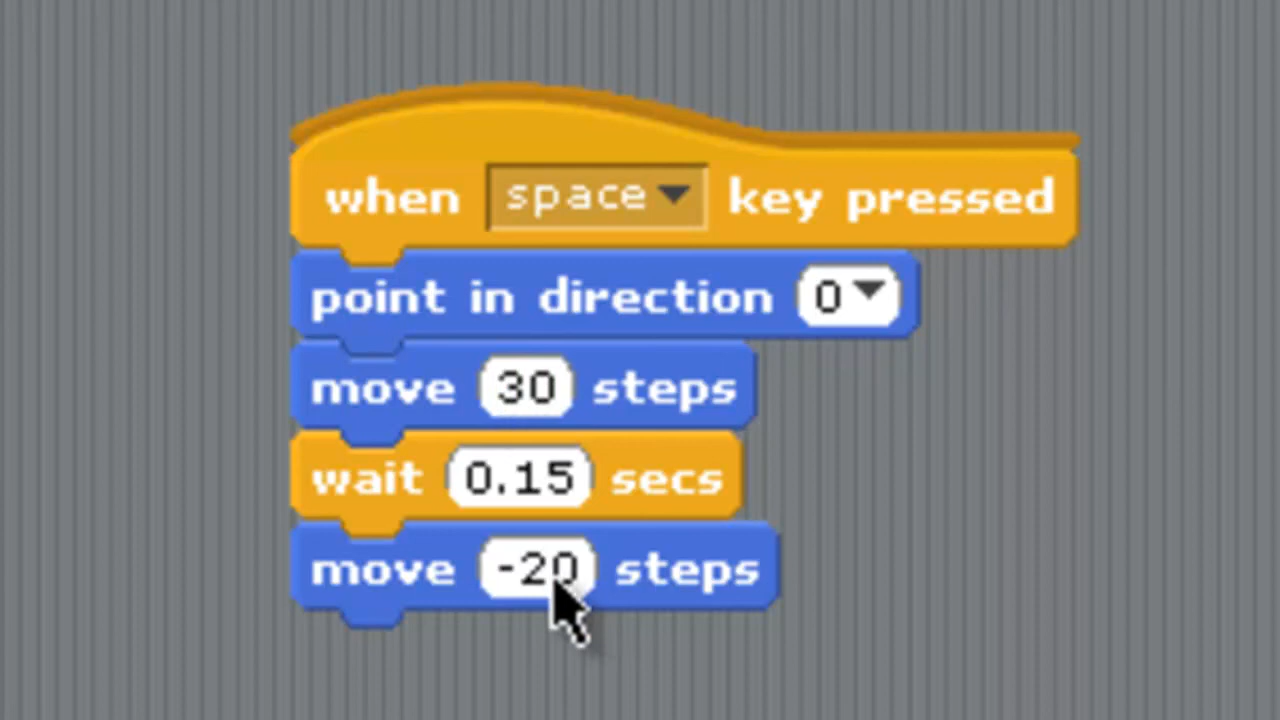 when space key pressed
point in direction 0
move 30 steps
wait 0.15 secs
move -20 steps